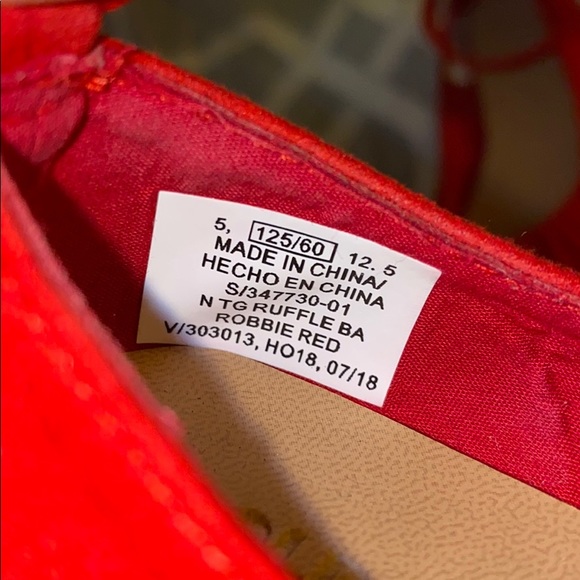 5, 125/60 12.5
MADE IN CHINA/
HECHO EN CHINA
S/347730-01
N TG RUFFLE BA
ROBBIE RED
V/303013, HO18, 07/18